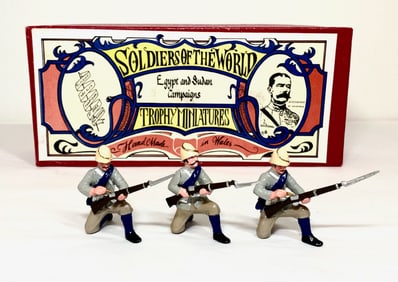 SOLDIERS OF THE WORLD
Egypt and Sudan
Campaigns
TROPHY MINIATURES
Hand Made in Wales